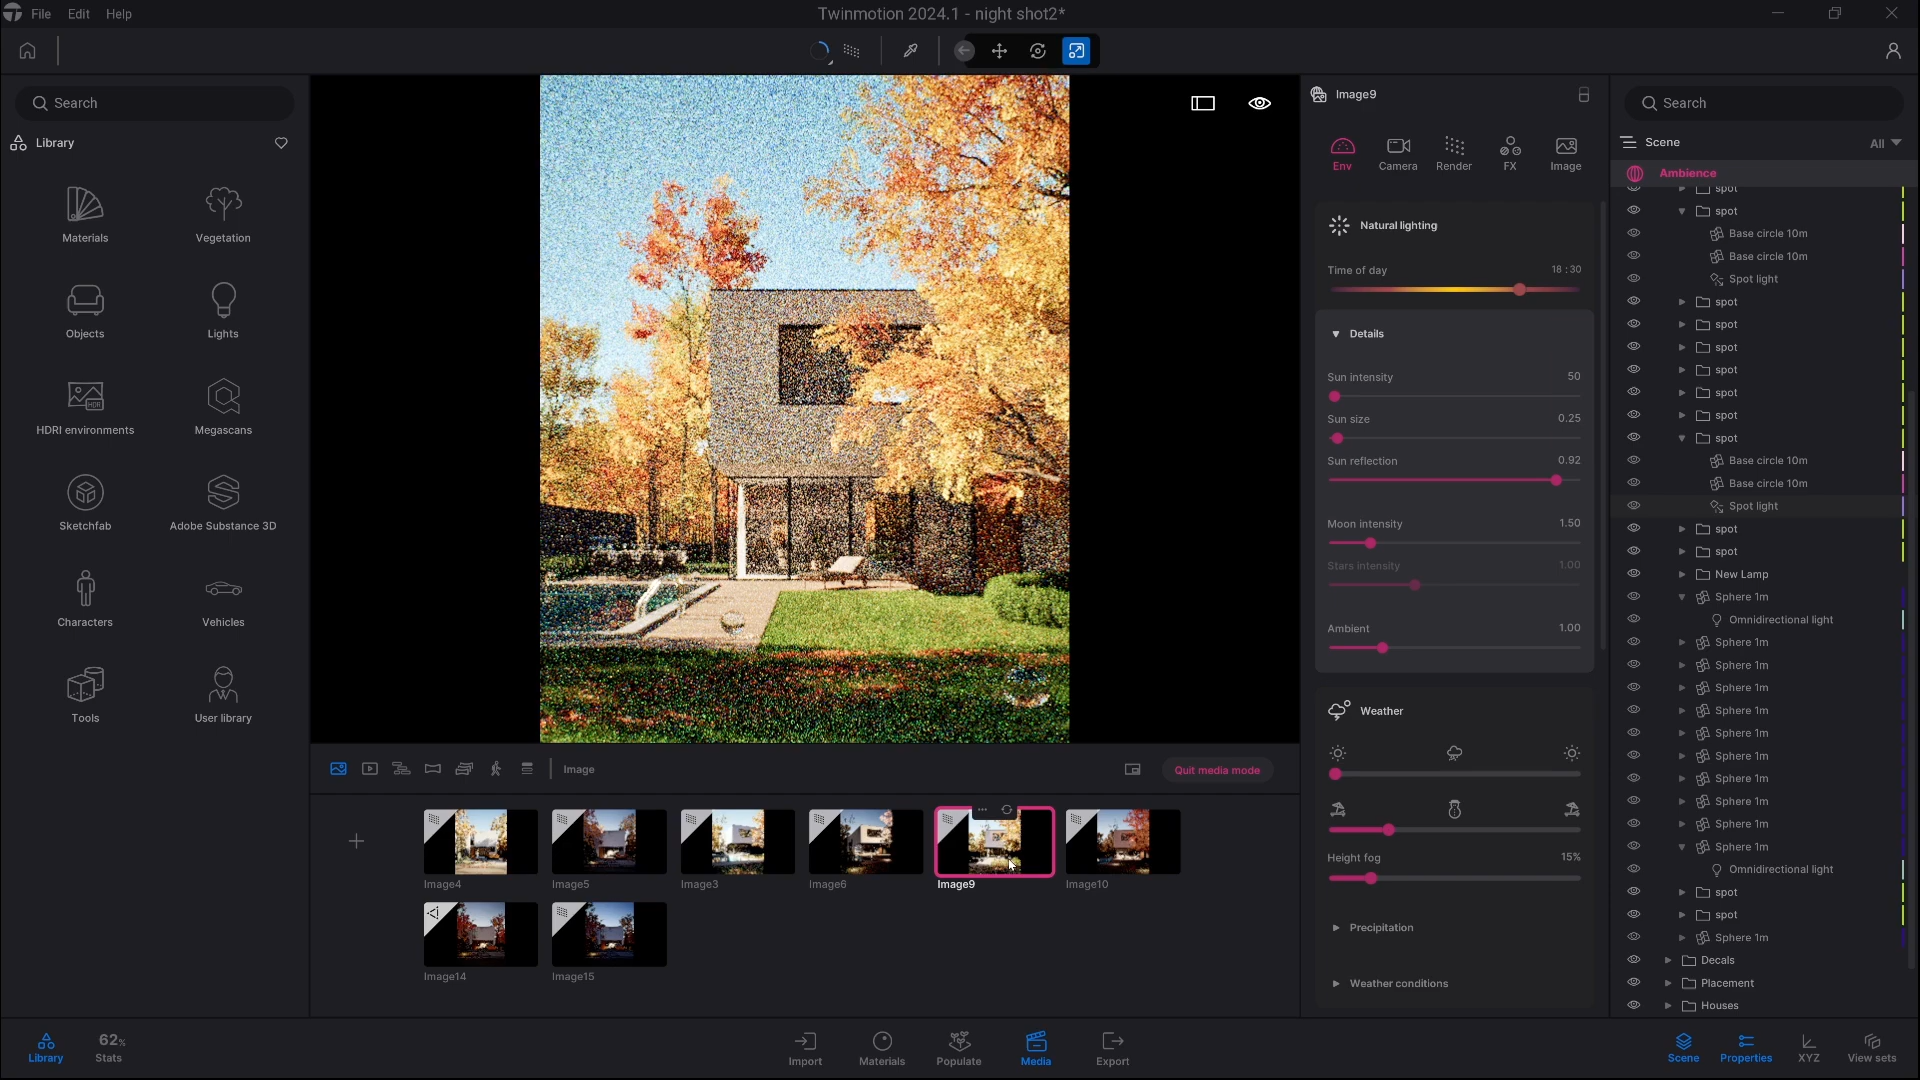 File Edit Help
Twinmotion 2024.1 - night shot2*
Search
Library
Materials
Vegetation
Objects
Lights
HDR
HDRI environments
Megascans
Sketchfab
Adobe Substance 3D
Characters
Vehicles
Tools
User library
Image
Quit media mode
Image4
Image5
Image3
Image6
Image9
Image10
Image14
Image15
Image9
Env
Camera
Render
FX
Image
Natural lighting
Time of day 18 : 30
Details
Sun intensity 50
Sun size 0.25
Sun reflection 0.92
Moon intensity 1.50
Stars intensity 1.00
Ambient 1.00
Weather
Height fog 15%
Precipitation
Weather conditions
Search
Scene All
Ambience
spot
spot
Base circle 10m
Base circle 10m
Spot light
spot
spot
spot
spot
spot
spot
spot
Base circle 10m
Base circle 10m
Spot light
spot
spot
New Lamp
Sphere 1m
Omnidirectional light
Sphere 1m
Sphere 1m
Sphere 1m
Sphere 1m
Sphere 1m
Sphere 1m
Sphere 1m
Sphere 1m
Sphere 1m
Sphere 1m
Omnidirectional light
spot
spot
Sphere 1m
Decals
Placement
Houses
Library
62%
Stats
Import
Materials
Populate
Media
Export
Scene
Properties
XYZ
View sets